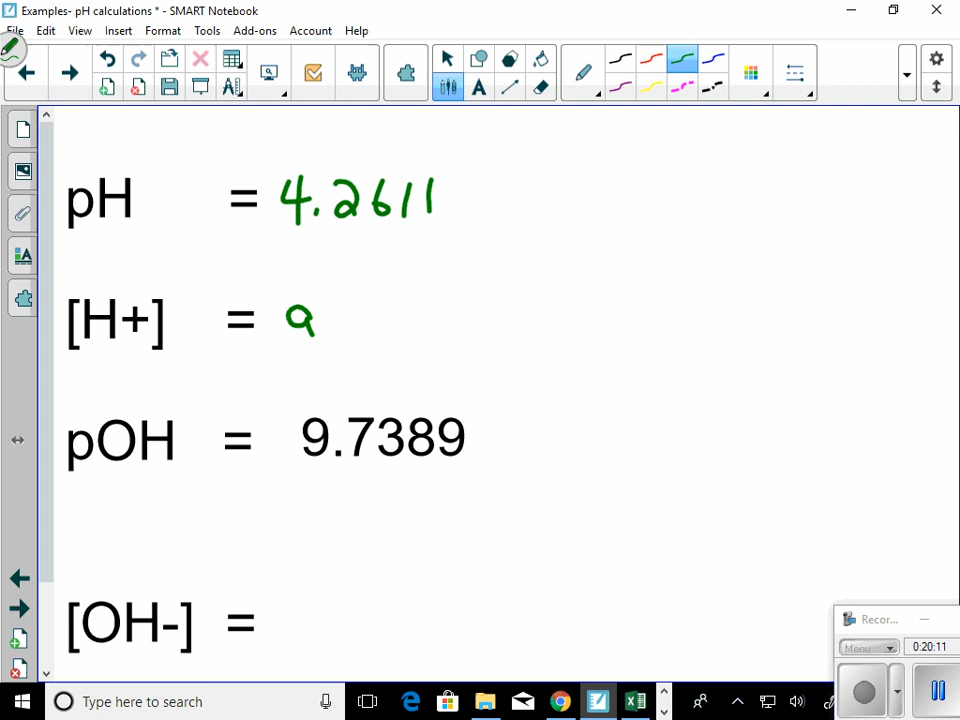 Examples- pH calculations * - SMART Notebook
File Edit View Insert Format Tools Add-ons Account Help
pH = 4.2611
[H+] = 9
pOH = 9.7389
[OH-] =
Recor...
Menu
0:20:11
Type here to search